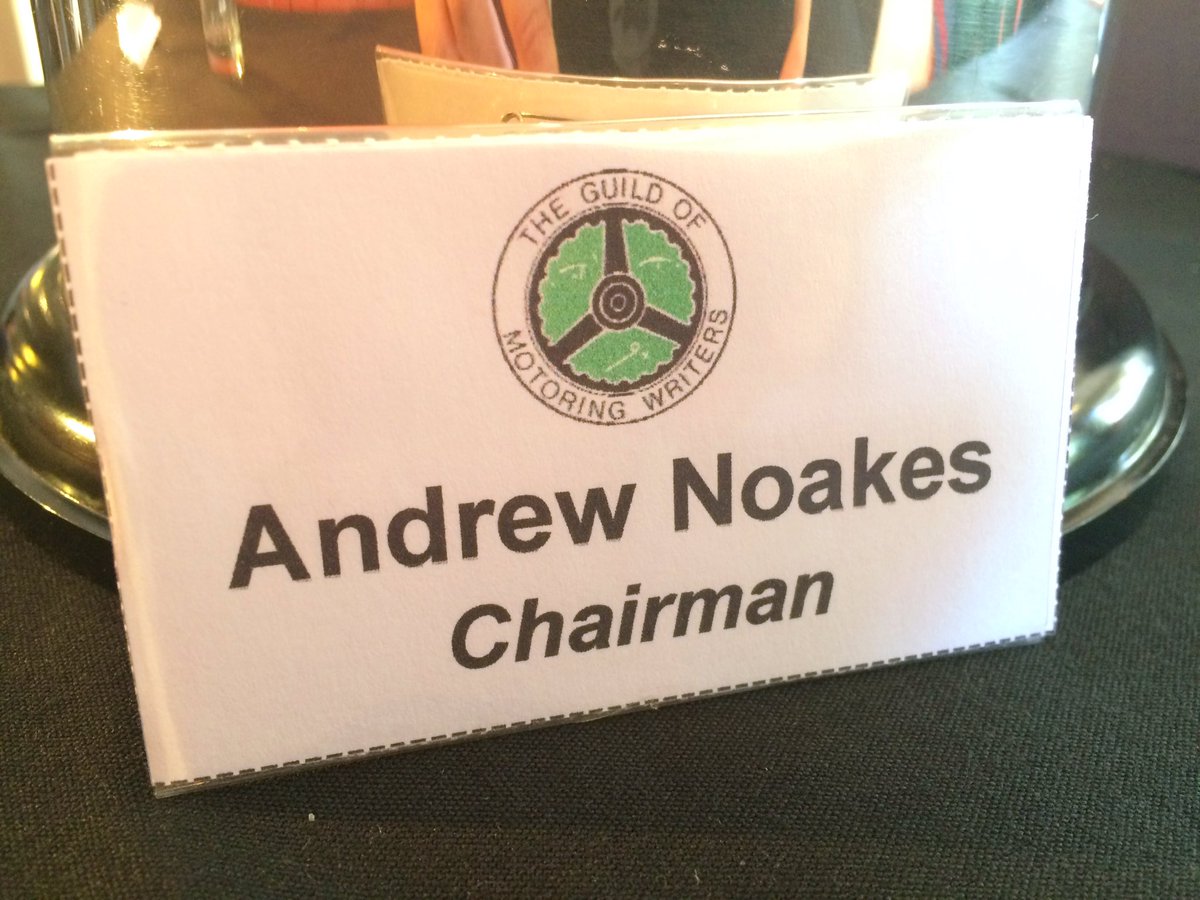 THE GUILD OF
MOTORING WRITERS
Andrew Noakes
Chairman